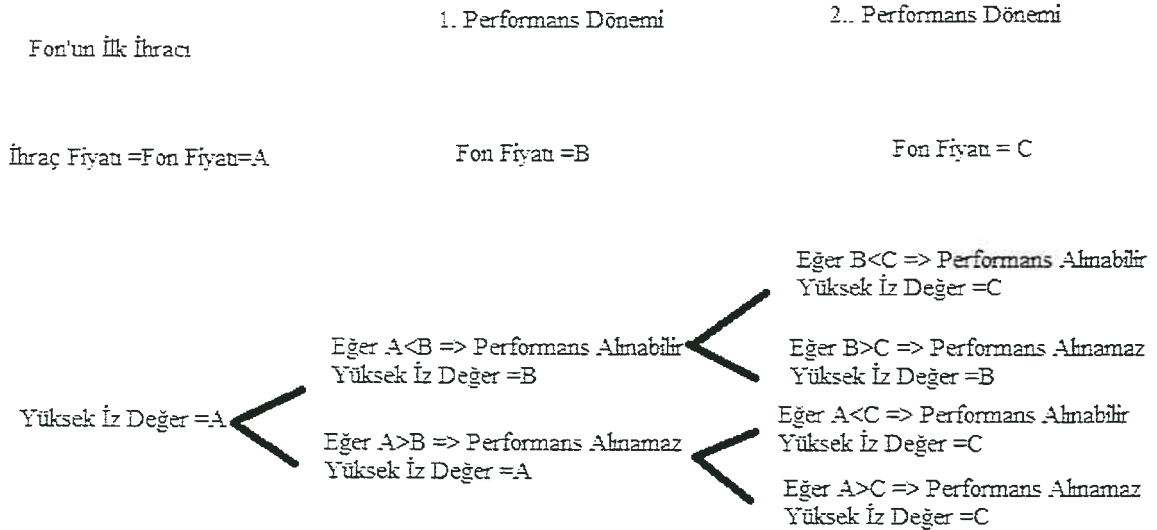 1. Performans Dönemi
2.. Performans Dönemi
Fon'un İlk İhracı
İhraç Fiyatı =Fon Fiyatı=A
Fon Fiyatı =B
Fon Fiyatı = C
Eğer B<C => Performans Alınabilir
Yüksek İz Değer =C
Eğer A<B => Performans Alınabilir
Yüksek İz Değer =B
Eğer B>C => Performans Alınamaz
Yüksek İz Değer =B
Yüksek İz Değer =A
Eğer A<C => Performans Alınabilir
Yüksek İz Değer =C
Eğer A>B => Performans Alınamaz
Yüksek İz Değer =A
Eğer A>C => Performans Alınamaz
Yüksek İz Değer =C